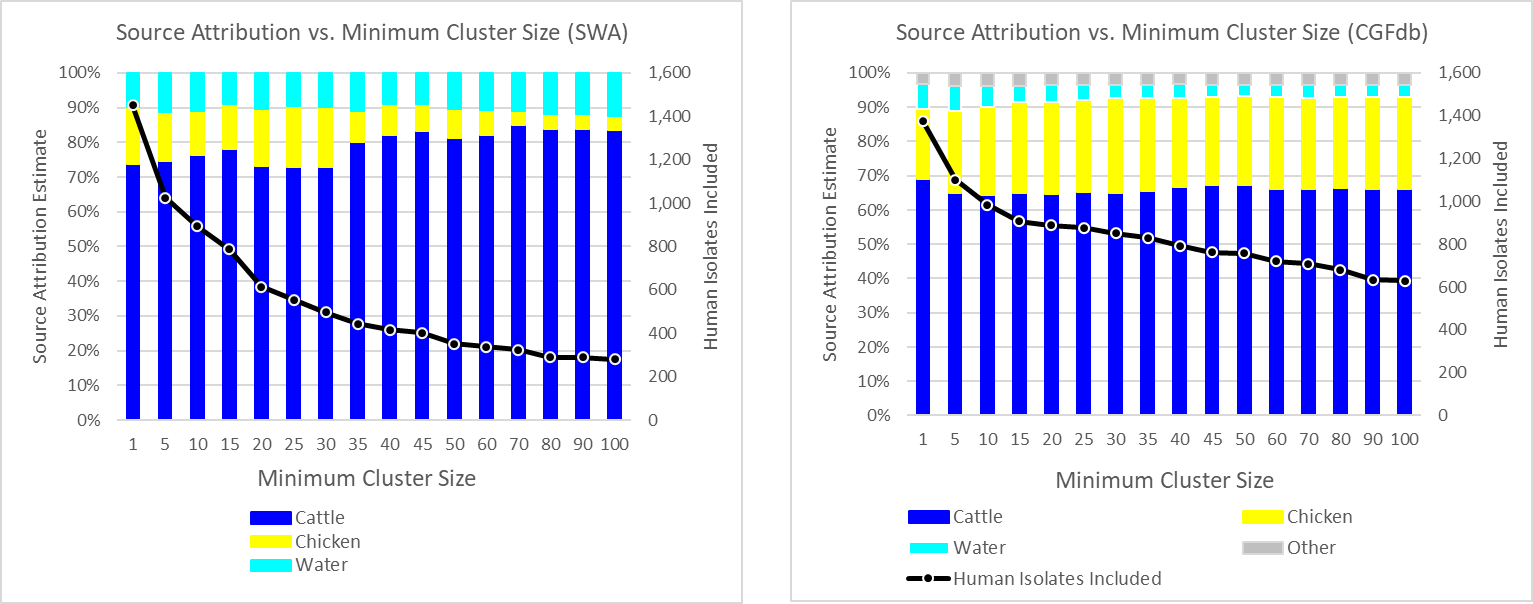 Source Attribution vs. Minimum Cluster Size (SWA)
100%
90%
80%
70%
60%
50%
40%
30%
20%
10%
0%
Source Attribution Estimate
1,600
1,400
1,200
1,000
800
600
400
200
0
Human Isolates Included
1 5 10 15 20 25 30 35 40 45 50 60 70 80 90 100
Minimum Cluster Size
Cattle
Chicken
Water
Source Attribution vs. Minimum Cluster Size (CGFdb)
100%
90%
80%
70%
60%
50%
40%
30%
20%
10%
0%
Source Attribution Estimate
1,600
1,400
1,200
1,000
800
600
400
200
0
Human Isolates Included
1 5 10 15 20 25 30 35 40 45 50 60 70 80 90 100
Minimum Cluster Size
Cattle Chicken
Water Other
Human Isolates Included